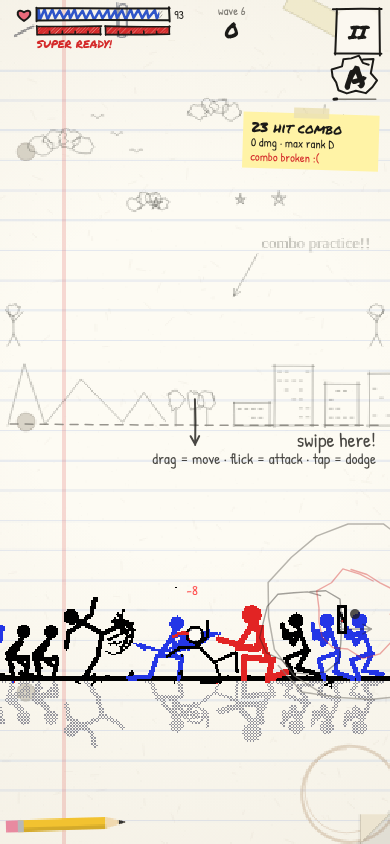 93
wave 6
0
II
A
SUPER READY!
23 HIT COMBO
0 dmg · max rank D
combo broken :(
combo practice!!
swipe here!
drag = move · flick = attack · tap = dodge
-8